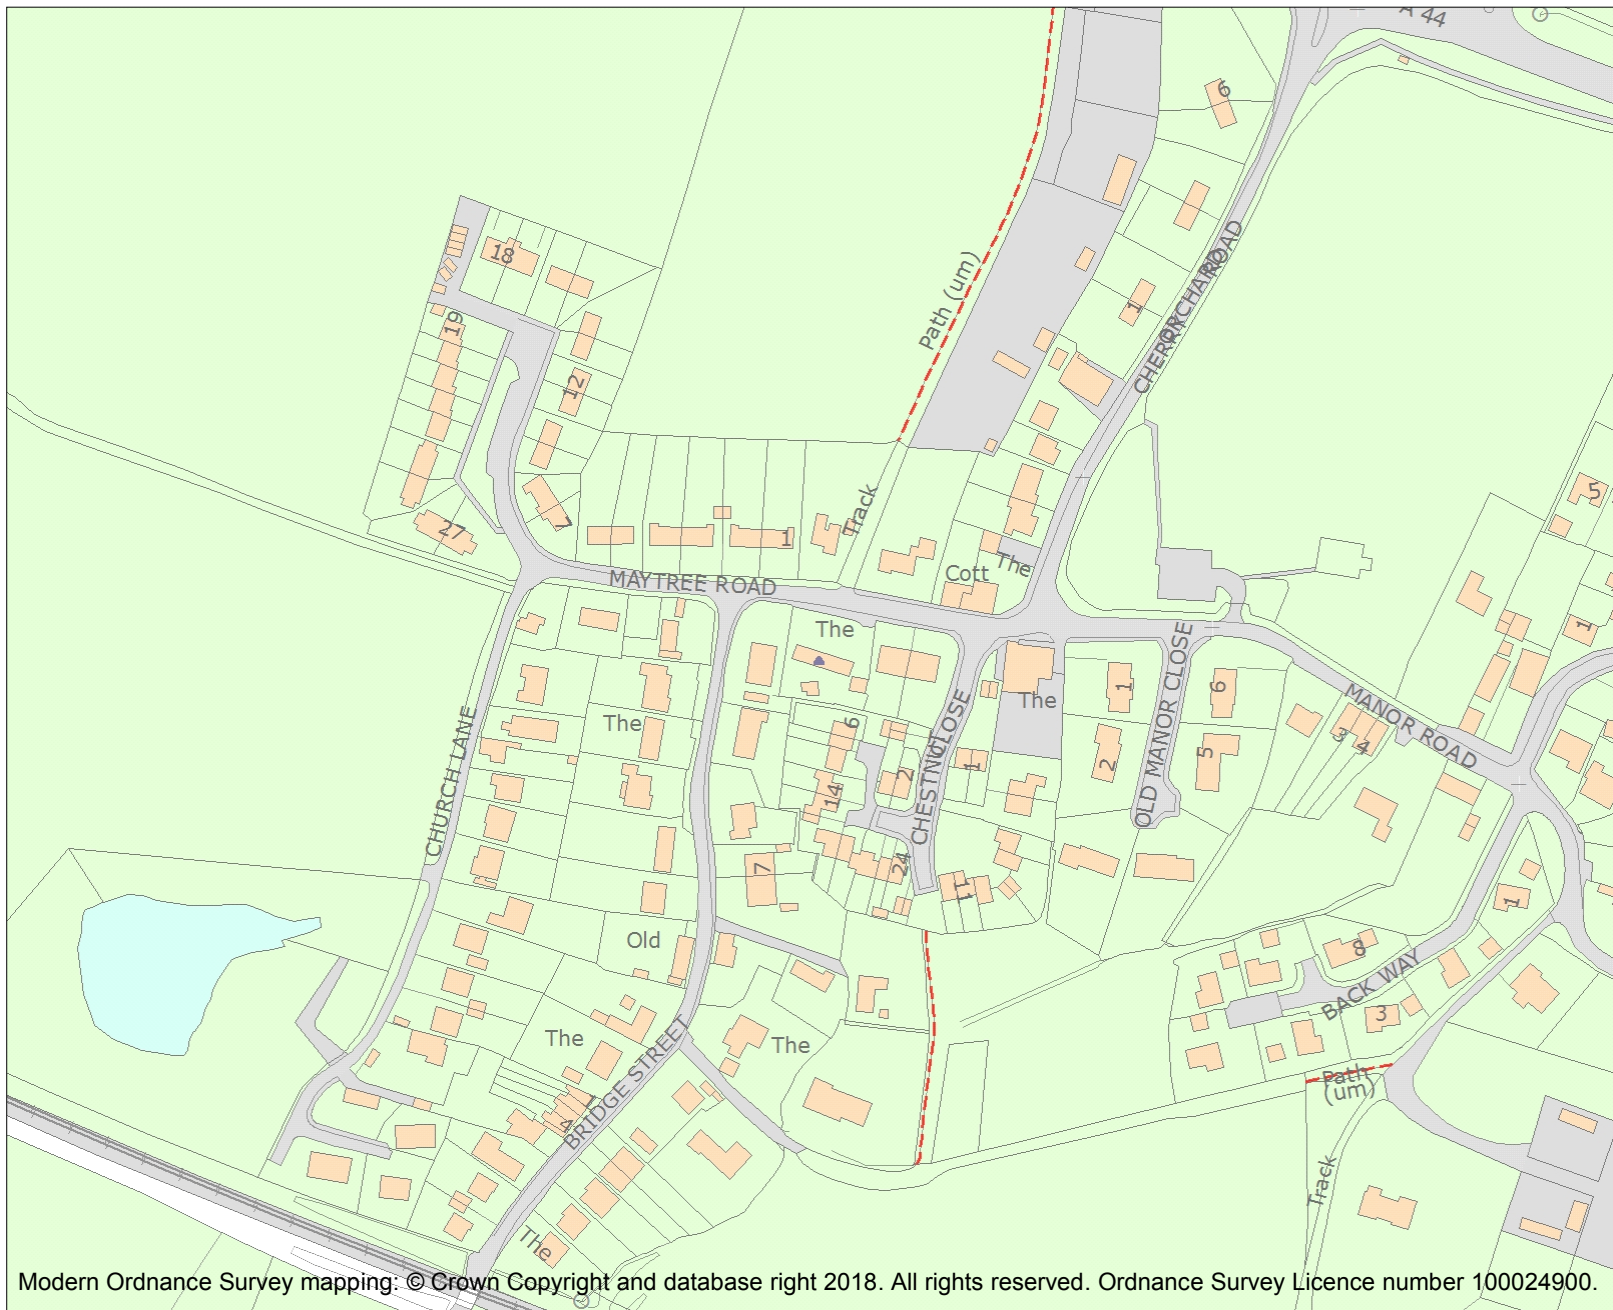 A 44
6
18
Path (um)
CHERRY ORCHARD ROAD
1
19
12
5
27
7
Track
1
Cott
The
MAYTREE ROAD
The
1
The
CHURCH LANE
The
6
CHESTNUT CLOSE
1
OLD MANOR CLOSE
6
MANOR ROAD
3
4
2
1
2
5
14
24
7
11
1
Old
8
BACK WAY
3
The
The
BRIDGE STREET
1
4
Path
(um)
Track
The
Modern Ordnance Survey mapping: © Crown Copyright and database right 2018. All rights reserved. Ordnance Survey Licence number 100024900.